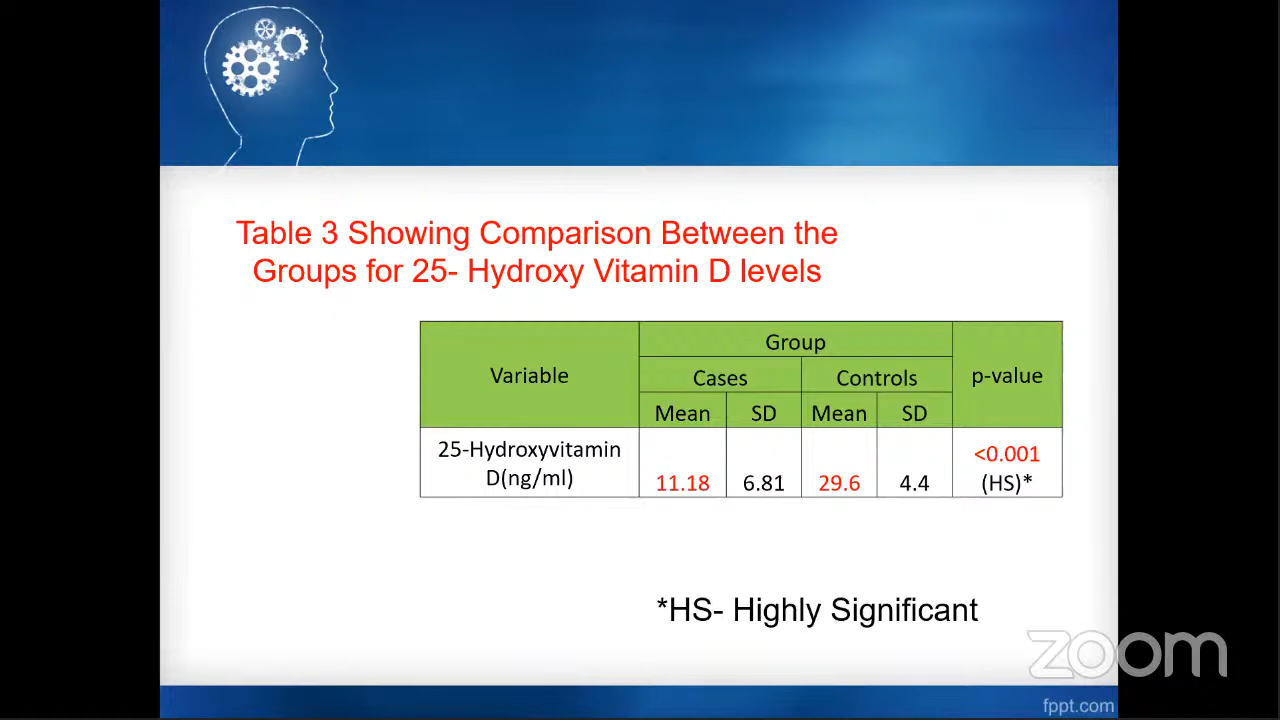 Table 3 Showing Comparison Between the
Groups for 25- Hydroxy Vitamin D levels
Variable
Group
p-value
Cases
Controls
Mean
SD
Mean
SD
25-Hydroxyvitamin
D(ng/ml)
11.18
6.81
29.6
4.4
<0.001
(HS)*
*HS- Highly Significant
zoom
fppt.com